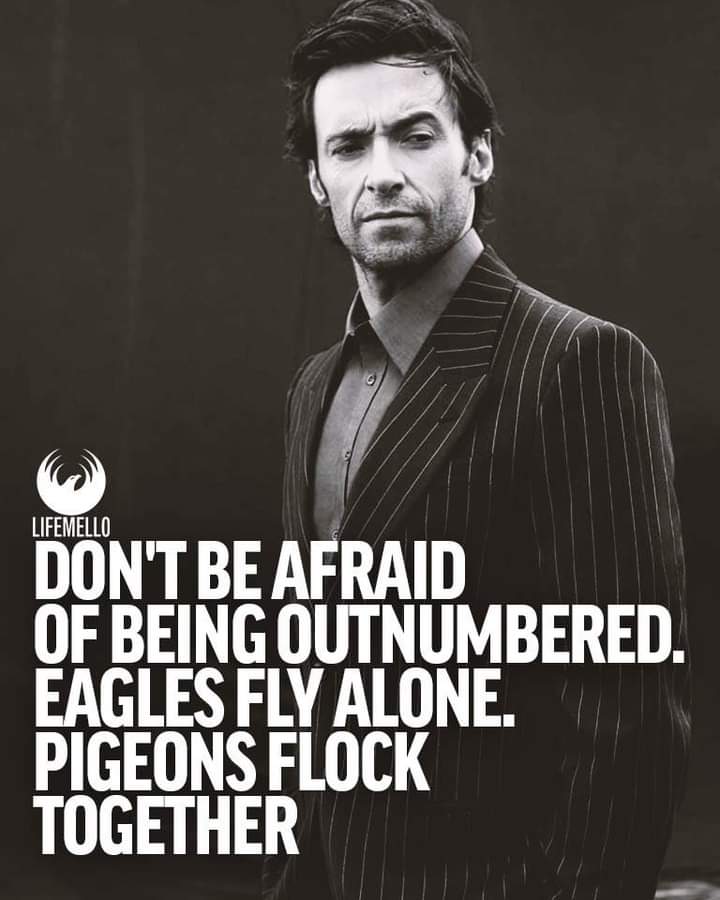 LIFEMELLO
DON'T BE AFRAID
OF BEING OUTNUMBERED.
EAGLES FLY ALONE.
PIGEONS FLOCK
TOGETHER